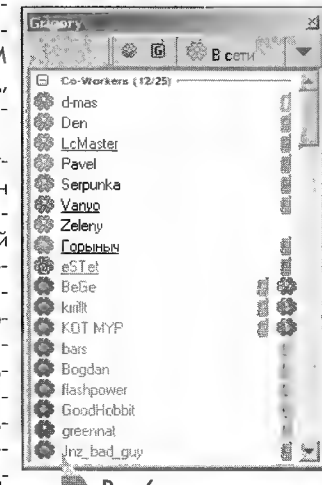 Grigory
В сети
Co-Workers (12/25)
d-mas
Den
LcMaster
Pavel
Serpunka
Vanyo
Zeleny
Горыныч
eSTet
BeGe
kirillt
KOT MYP
bars
Bogdan
flashpower
GoodHobbit
greennat
Jnz_bad_guy